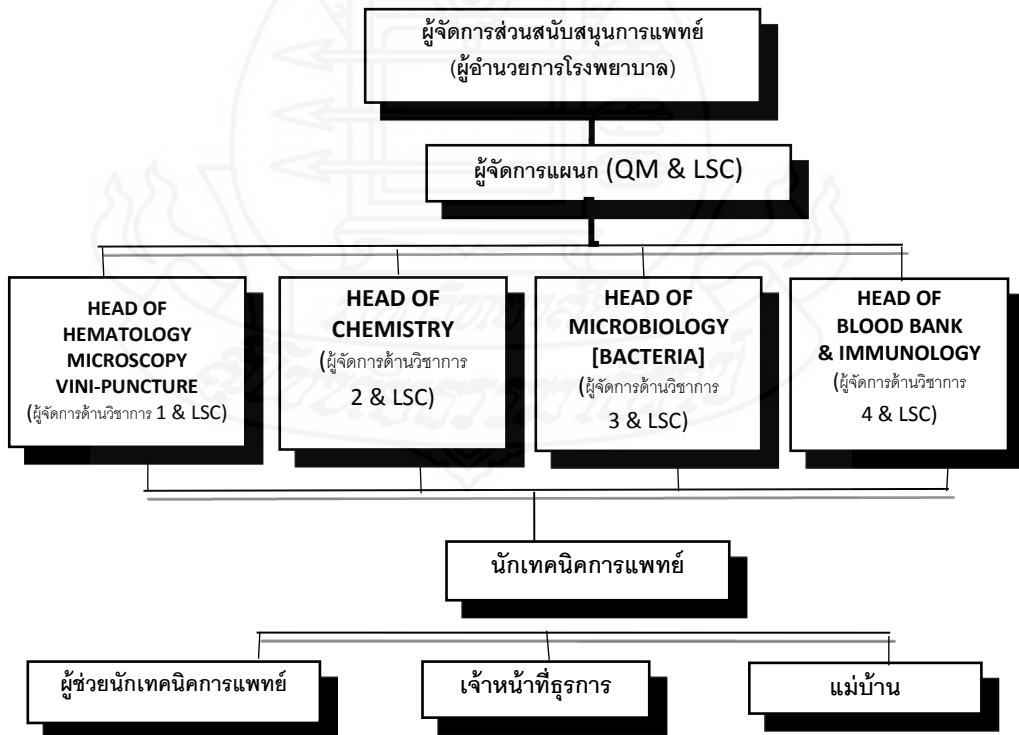 ผู้จัดการส่วนสนับสนุนการแพทย์
(ผู้อำนวยการโรงพยาบาล)
ผู้จัดการแผนก (QM & LSC)
HEAD OF
HEMATOLOGY
MICROSCOPY
VINI-PUNCTURE
(ผู้จัดการด้านวิชาการ 1 & LSC)
HEAD OF
CHEMISTRY
(ผู้จัดการด้านวิชาการ
2 & LSC)
HEAD OF
MICROBIOLOGY
[BACTERIA]
(ผู้จัดการด้านวิชาการ
3 & LSC)
HEAD OF
BLOOD BANK
& IMMUNOLOGY
(ผู้จัดการด้านวิชาการ
4 & LSC)
นักเทคนิคการแพทย์
ผู้ช่วยนักเทคนิคการแพทย์
เจ้าหน้าที่ธุรการ
แม่บ้าน